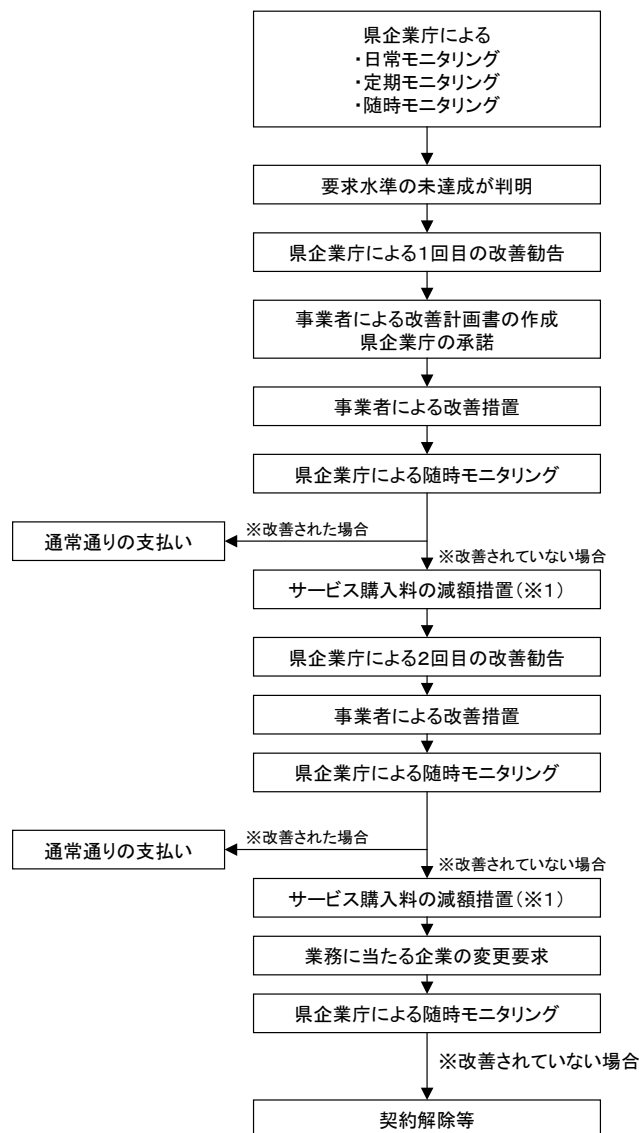 県企業庁による
・日常モニタリング
・定期モニタリング
・随時モニタリング
要求水準の未達成が判明
県企業庁による1回目の改善勧告
事業者による改善計画書の作成
県企業庁の承諾
事業者による改善措置
県企業庁による随時モニタリング
※改善された場合
通常通りの支払い
※改善されていない場合
サービス購入料の減額措置(※1)
県企業庁による2回目の改善勧告
事業者による改善措置
県企業庁による随時モニタリング
※改善された場合
通常通りの支払い
※改善されていない場合
サービス購入料の減額措置(※1)
業務に当たる企業の変更要求
県企業庁による随時モニタリング
※改善されていない場合
契約解除等